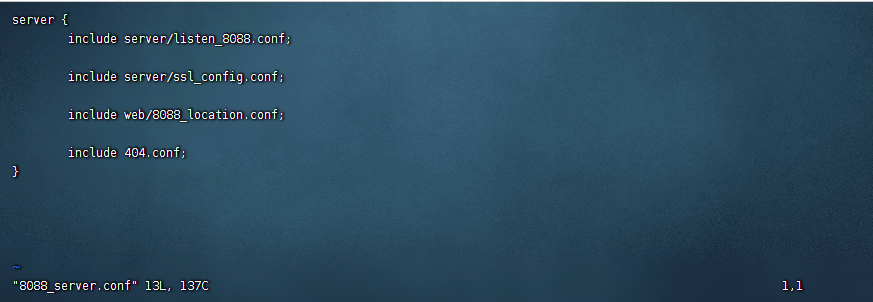 server {
include server/listen_8088.conf;
include server/ssl_config.conf;
include web/8088_location.conf;
include 404.conf;
}
~
"8088_server.conf" 13L, 137C 1,1